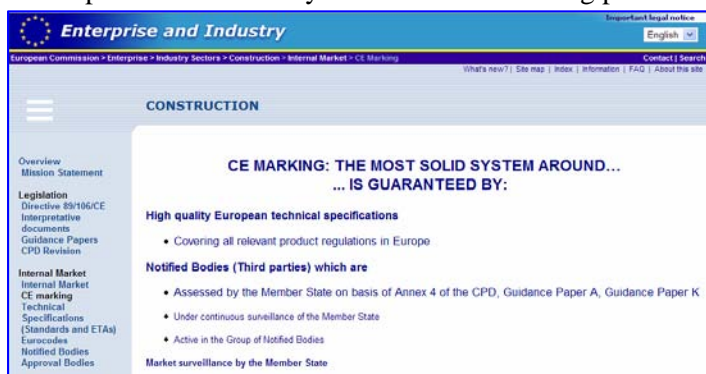 Important legal notice
Enterprise and Industry
English
European Commission > Enterprise > Industry Sectors > Construction > Internal Market > CE Marking
Contact | Search
What's new? | Site map | Index | Information | FAQ | About this site
CONSTRUCTION
Overview
Mission Statement
Legislation
Directive 89/106/CE
Interpretative
documents
Guidance Papers
CPD Revision
Internal Market
Internal Market
CE marking
Technical
Specifications
(Standards and ETAs)
Eurocodes
Notified Bodies
Approval Bodies
CE MARKING: THE MOST SOLID SYSTEM AROUND...
... IS GUARANTEED BY:
High quality European technical specifications
• Covering all relevant product regulations in Europe
Notified Bodies (Third parties) which are
• Assessed by the Member State on basis of Annex 4 of the CPD, Guidance Paper A, Guidance Paper K
• Under continuous surveillance of the Member State
• Active in the Group of Notified Bodies
Market surveillance by the Member State